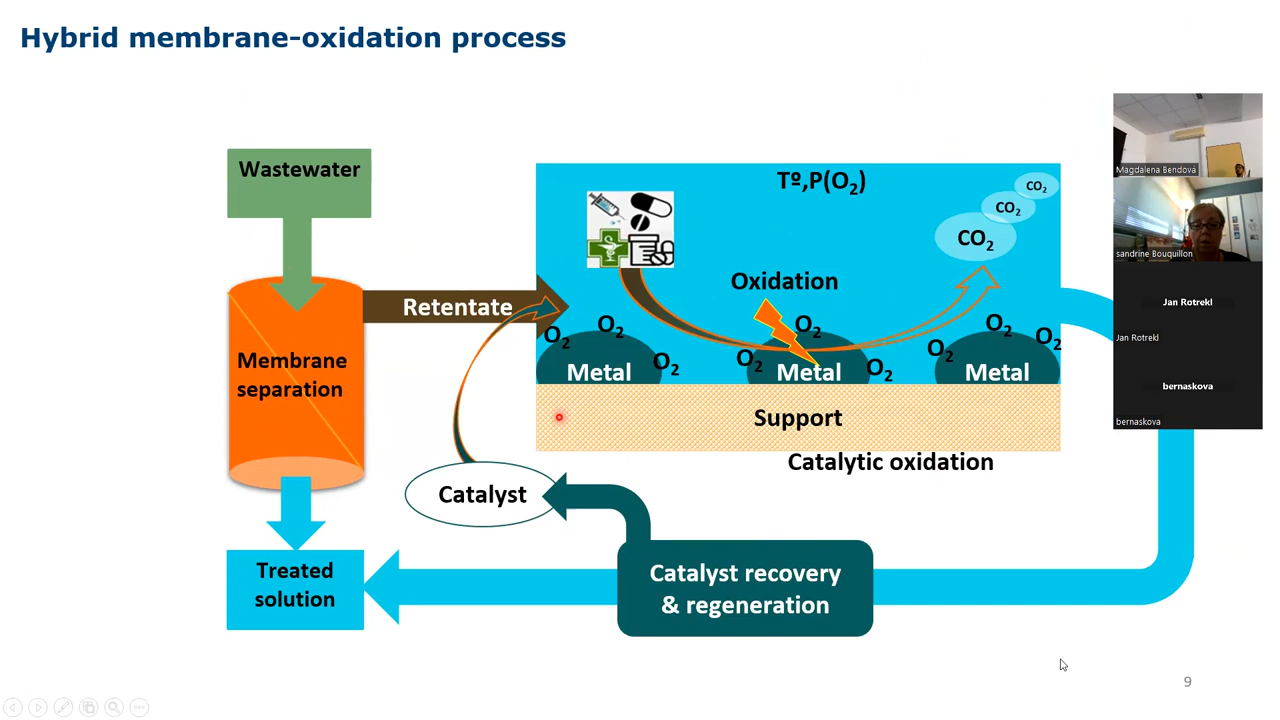 Hybrid membrane-oxidation process
Wastewater
Membrane
separation
Treated
solution
Retentate
Catalyst
Tº,P(O₂)
CO₂
CO₂
CO₂
Oxidation
O₂
O₂
O₂
O₂
O₂
O₂
O₂
O₂
O₂
Metal
Metal
Metal
Support
Catalytic oxidation
Catalyst recovery
& regeneration
Magdalena Bendová
sandrine Bouquillon
Jan Rotrekl
Jan Rotrekl
bernaskova
bernaskova
9